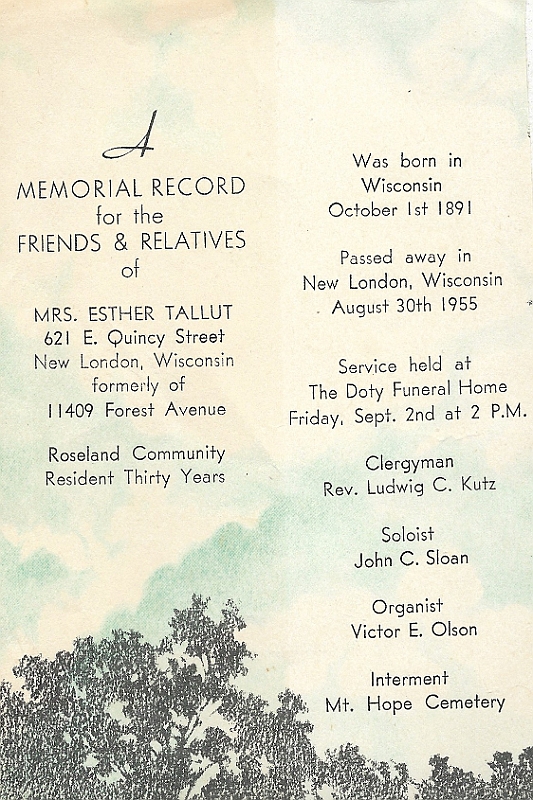 A
MEMORIAL RECORD
for the
FRIENDS & RELATIVES
of
MRS. ESTHER TALLUT
621 E. Quincy Street
New London, Wisconsin
formerly of
11409 Forest Avenue
Roseland Community
Resident Thirty Years
Was born in
Wisconsin
October 1st 1891
Passed away in
New London, Wisconsin
August 30th 1955
Service held at
The Doty Funeral Home
Friday, Sept. 2nd at 2 P.M.
Clergyman
Rev. Ludwig C. Kutz
Soloist
John C. Sloan
Organist
Victor E. Olson
Interment
Mt. Hope Cemetery